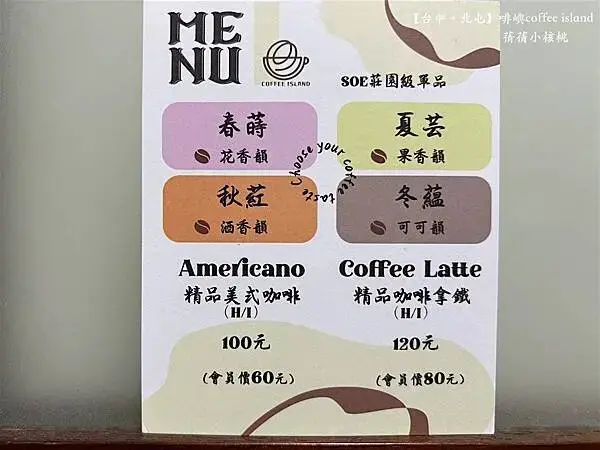 【台中。北屯】啡嶼coffee island
蒨蒨小核桃
MENU
COFFEE ISLAND
SOE莊園級單品
春蒔
花香韻
夏芸
果香韻
Choose your coffee taste
秋葒
酒香韻
冬蘊
可可韻
Americano
精品美式咖啡
(H/I)
100元
(會員價60元)
Coffee Latte
精品咖啡拿鐵
(H/I)
120元
(會員價80元)